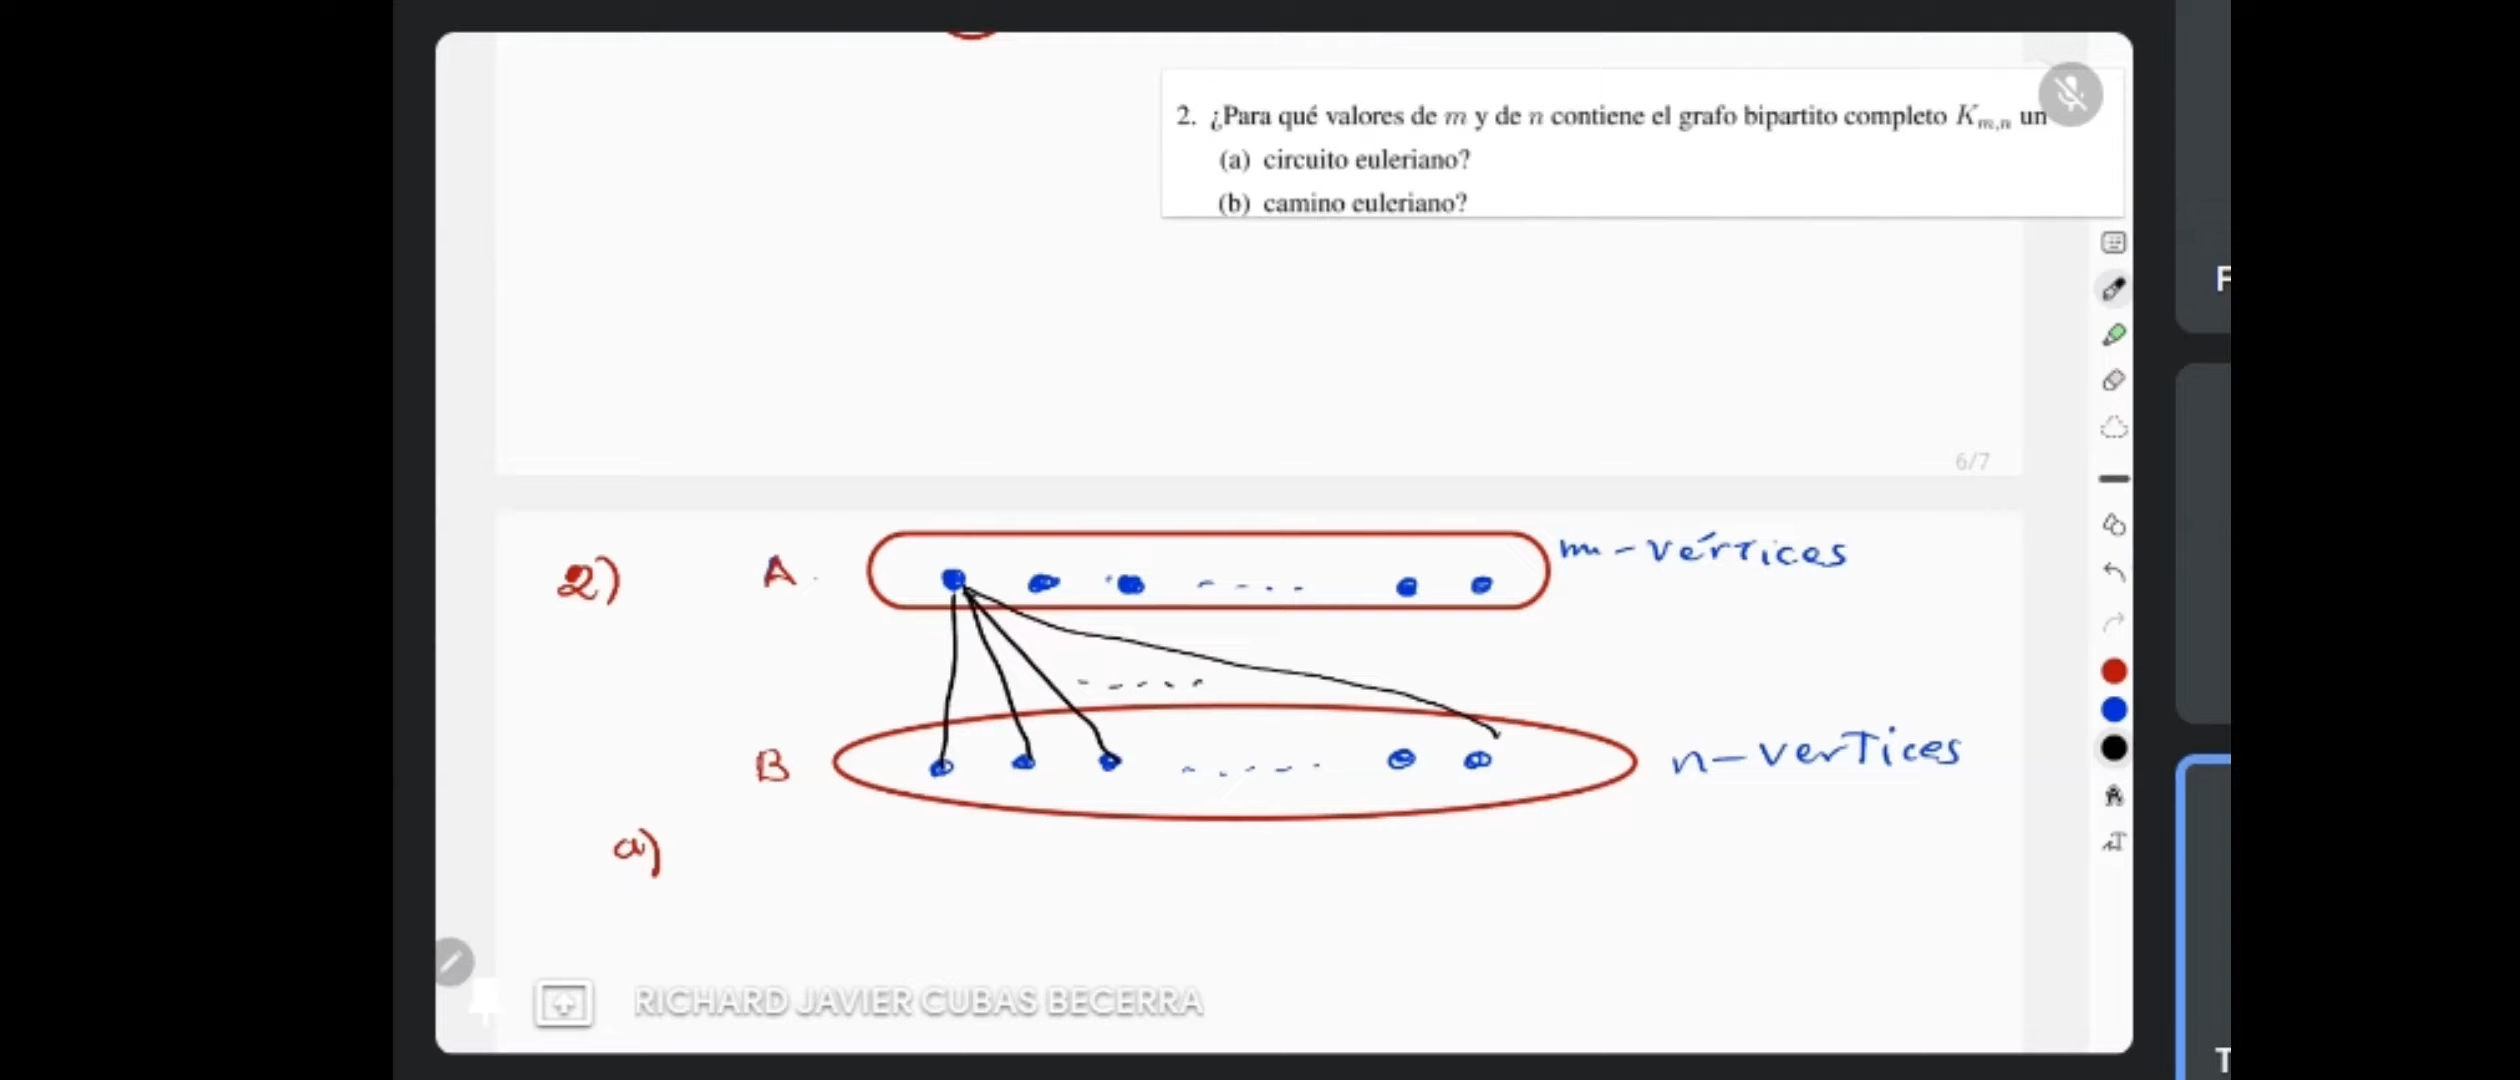 2. ¿Para qué valores de m y de n contiene el grafo bipartito completo Km,n un
(a) circuito euleriano?
(b) camino euleriano?
6/7
2) A m-vértices
B n-vertices
a)
RICHARD JAVIER CUBAS BECERRA
F
T